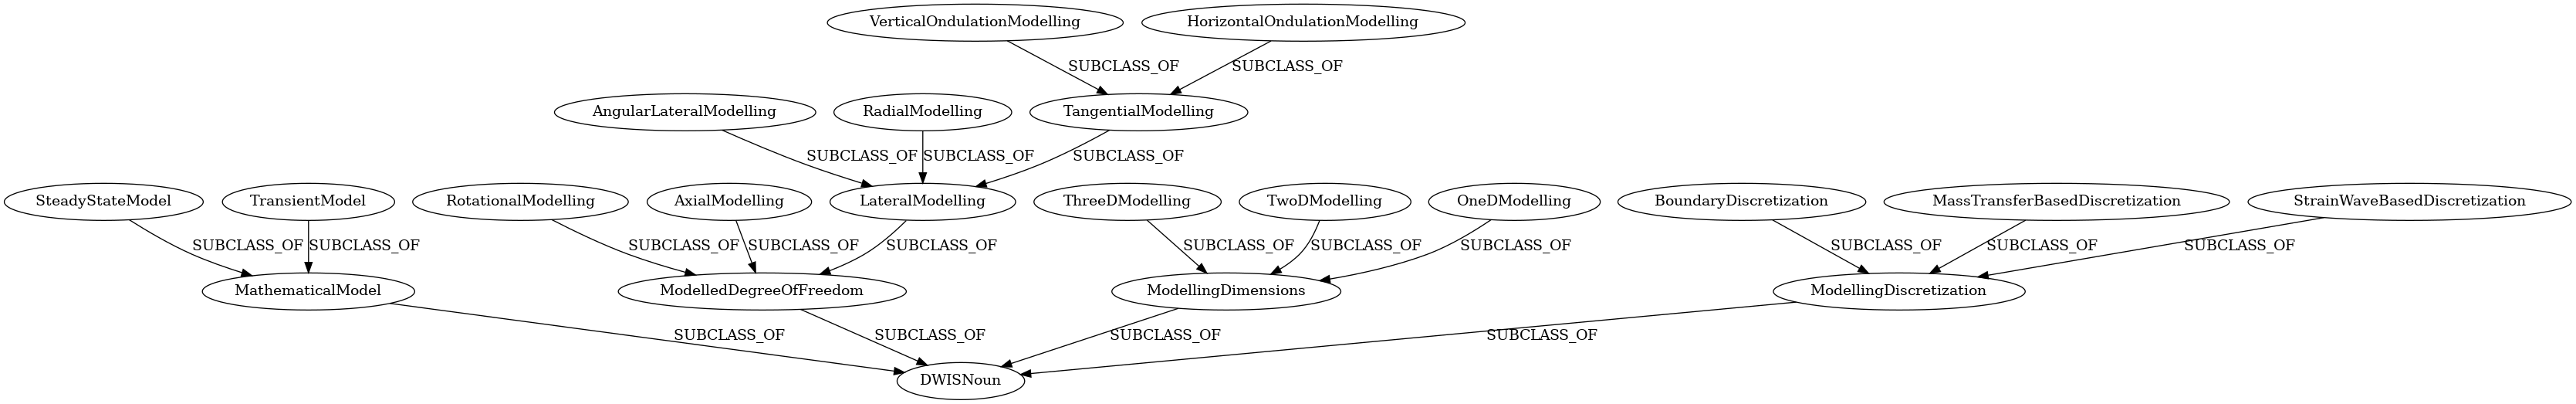 VerticalOndulationModelling
HorizontalOndulationModelling
SUBCLASS_OF
SUBCLASS_OF
AngularLateralModelling
RadialModelling
TangentialModelling
SUBCLASS_OF
SUBCLASS_OF
SUBCLASS_OF
SteadyStateModel
TransientModel
RotationalModelling
AxialModelling
LateralModelling
ThreeDModelling
TwoDModelling
OneDModelling
BoundaryDiscretization
MassTransferBasedDiscretization
StrainWaveBasedDiscretization
SUBCLASS_OF
SUBCLASS_OF
SUBCLASS_OF
SUBCLASS_OF
SUBCLASS_OF
SUBCLASS_OF
SUBCLASS_OF
SUBCLASS_OF
SUBCLASS_OF
SUBCLASS_OF
SUBCLASS_OF
MathematicalModel
ModelledDegreeOfFreedom
ModellingDimensions
ModellingDiscretization
SUBCLASS_OF
SUBCLASS_OF
SUBCLASS_OF
SUBCLASS_OF
DWISNoun